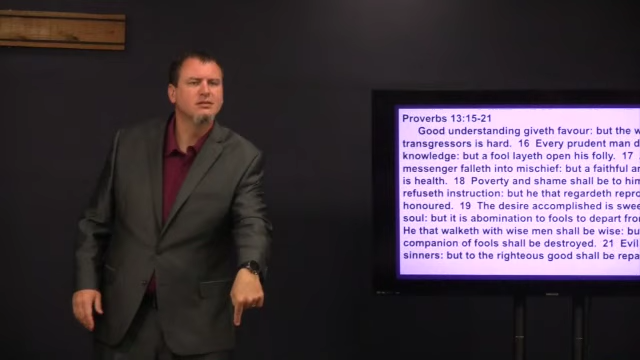 Proverbs 13:15-21
Good understanding giveth favour: but the w
transgressors is hard. 16 Every prudent man d
knowledge: but a fool layeth open his folly. 17
messenger falleth into mischief: but a faithful a
is health. 18 Poverty and shame shall be to him
refuseth instruction: but he that regardeth repro
honoured. 19 The desire accomplished is swee
soul: but it is abomination to fools to depart fro
He that walketh with wise men shall be wise: bu
companion of fools shall be destroyed. 21 Evil
sinners: but to the righteous good shall be repa